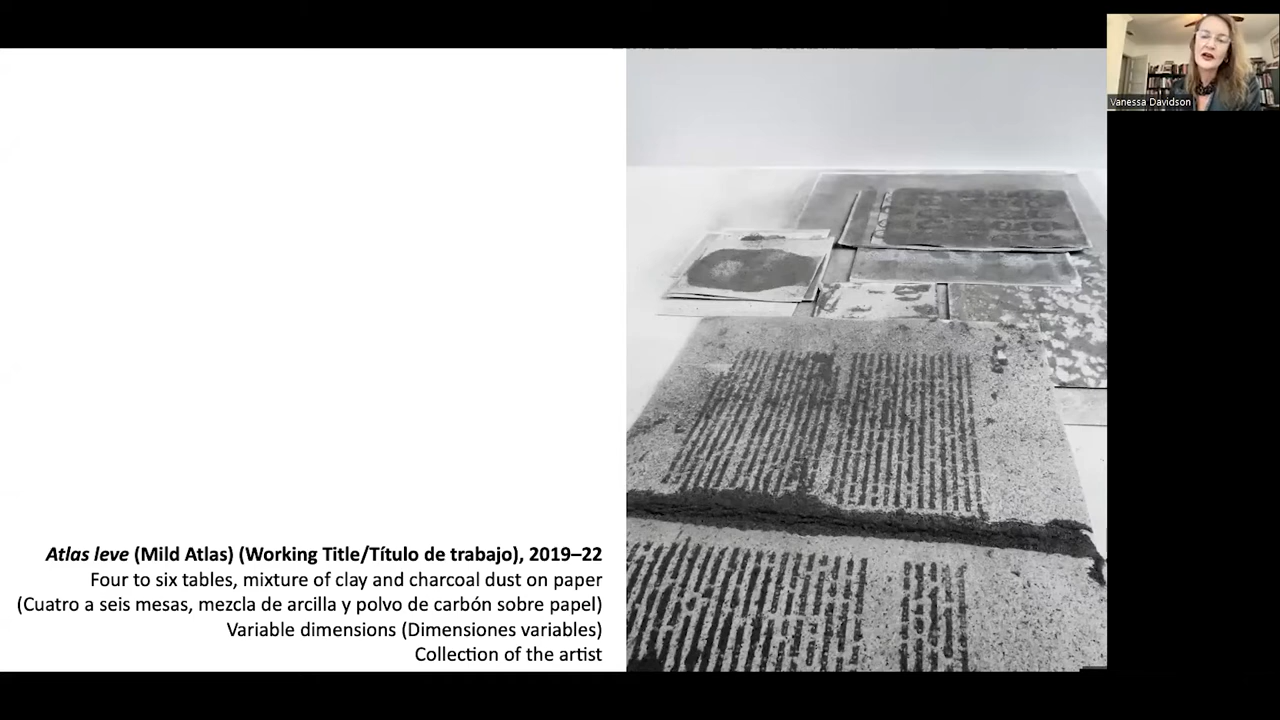 Vanessa Davidson
Atlas leve (Mild Atlas) (Working Title/Título de trabajo), 2019–22
Four to six tables, mixture of clay and charcoal dust on paper
(Cuatro a seis mesas, mezcla de arcilla y polvo de carbón sobre papel)
Variable dimensions (Dimensiones variables)
Collection of the artist